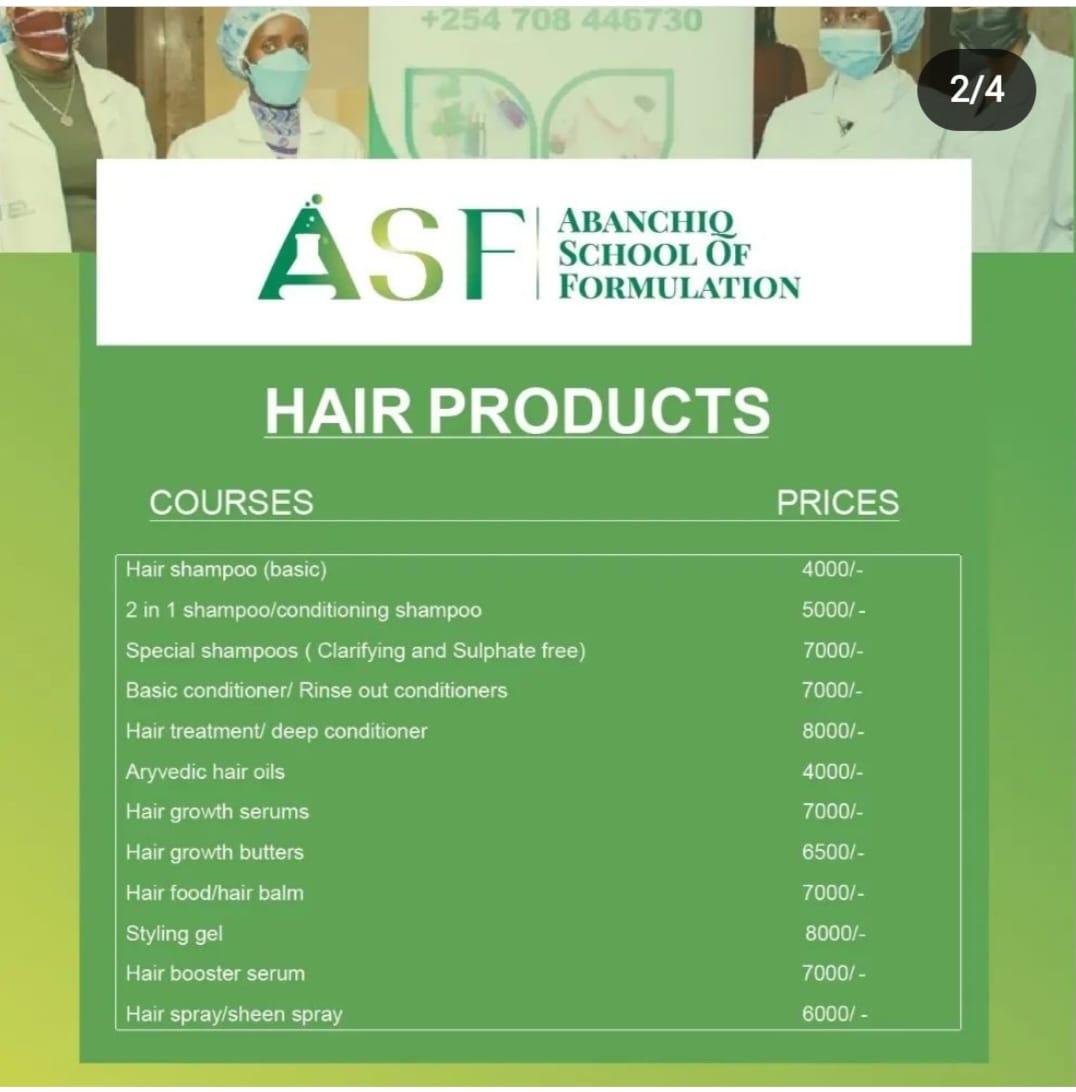 +254 708 446730
2/4
ASF
ABANCHIQ
SCHOOL OF
FORMULATION
HAIR PRODUCTS
COURSES PRICES
Hair shampoo (basic) 4000/-
2 in 1 shampoo/conditioning shampoo 5000/-
Special shampoos ( Clarifying and Sulphate free) 7000/-
Basic conditioner/ Rinse out conditioners 7000/-
Hair treatment/ deep conditioner 8000/-
Aryvedic hair oils 4000/-
Hair growth serums 7000/-
Hair growth butters 6500/-
Hair food/hair balm 7000/-
Styling gel 8000/-
Hair booster serum 7000/-
Hair spray/sheen spray 6000/ -